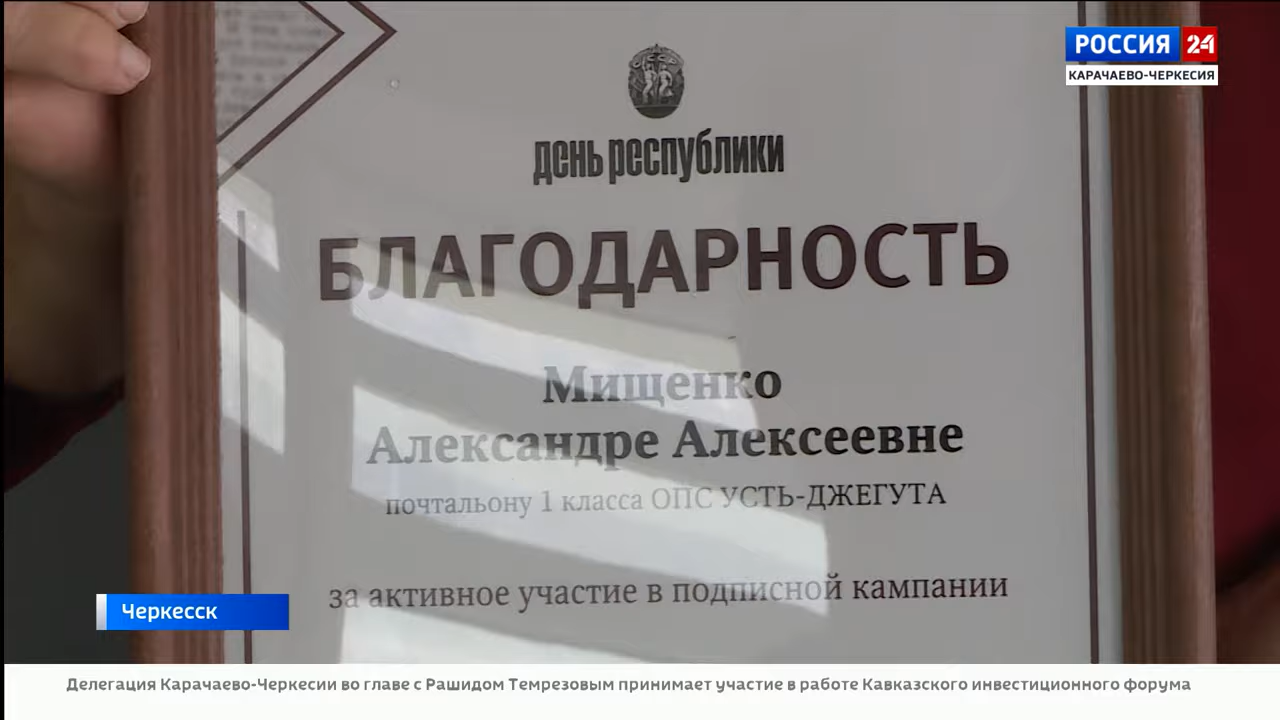 РОССИЯ 24
КАРАЧАЕВО-ЧЕРКЕСИЯ
СССР
день республики
БЛАГОДАРНОСТЬ
Мищенко
Александре Алексеевне
почтальону 1 класса ОПС УСТЬ-ДЖЕГУТА
за активное участие в подписной кампании
Черкесск
Делегация Карачаево-Черкесии во главе с Рашидом Темрезовым принимает участие в работе Кавказского инвестиционного форума